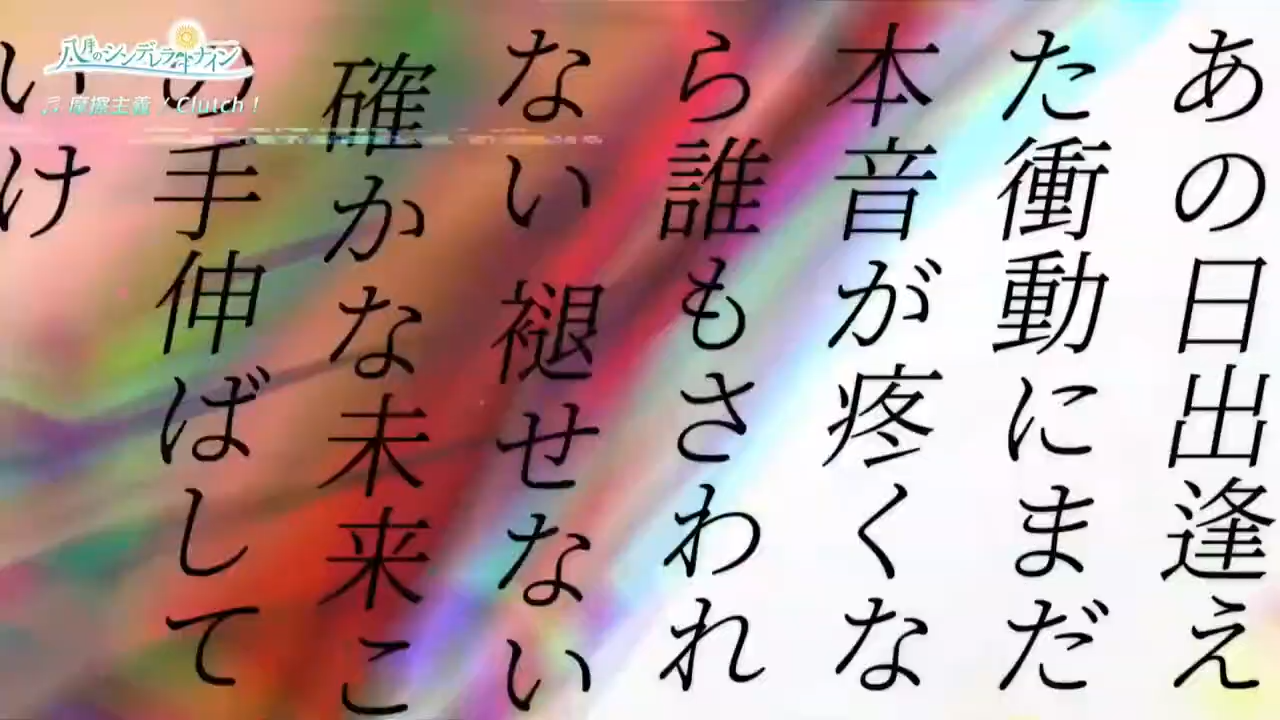 八月のシンデレラナイン
♬ 摩擦主義 / Clutch!
あの日出逢え
た衝動にまだ
本音が疼くな
ら誰もさわれ
ない 褪せない
確かな未来こ
の手伸ばして
いけ